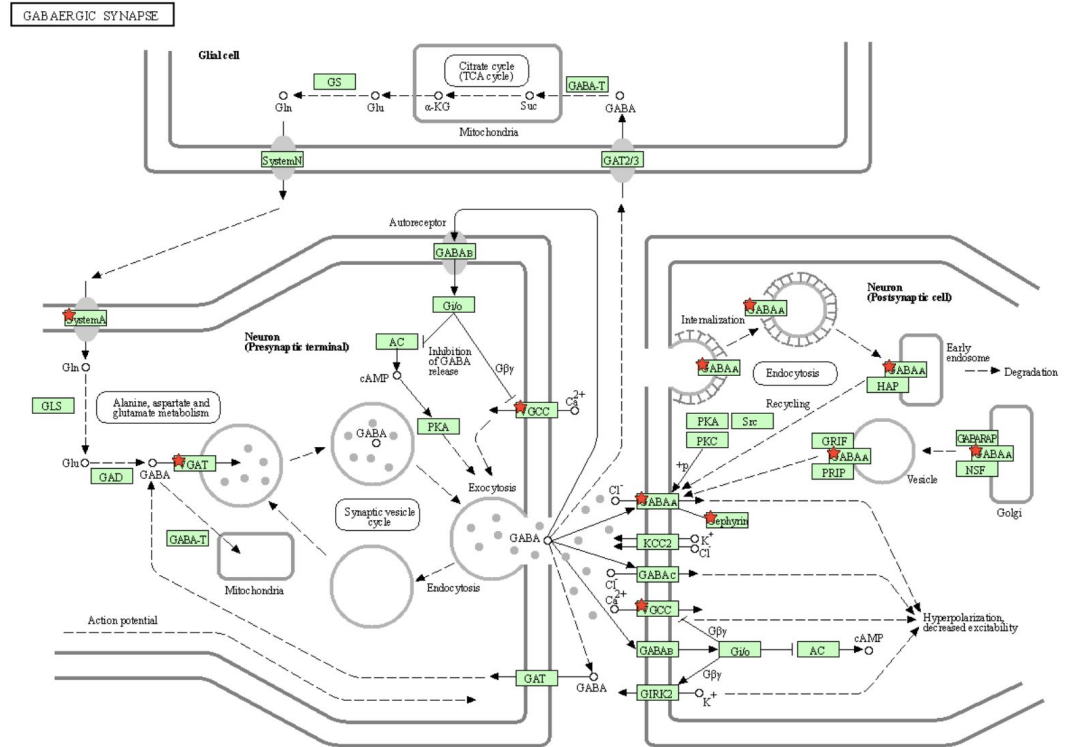 GABAERGIC SYNAPSE
Glial cell
Citrate cycle
(TCA cycle)
GS
GABA-T
Gln
Glu
α-KG
Suc
GABA
Mitochondria
SystemN
GAT2/3
Autoreceptor
GABAB
Neuron
(Postsynaptic cell)
GABAA
Internalization
SystemA
Gi/o
Neuron
(Presynaptic terminal)
AC
Inhibition
of GABA
release
Gβγ
cAMP
GABAA
Endocytosis
GABAA
HAP
Early
endosome
Degradation
Gln
GLS
Alanine, aspartate and
glutamate metabolism
VGCC
Ca2+
PKA
GABA
Recycling
PKA
Src
PKC
+p
GRIF
GABAA
PRIP
Vesicle
GABARAP
GABAA
NSF
Golgi
Glu
GAD
GABA
VGAT
Exocytosis
Cl-
GABAA
Gephyrin
Synaptic vesicle
cycle
GABA
KCC2
K+
Cl-
GABA-T
Mitochondria
Endocytosis
GABAC
Cl-
Ca2+
VGCC
Hyperpolarization,
decreased excitability
Action potential
Gβγ
GABAB
Gi/o
AC
cAMP
Gβγ
GAT
GABA
GIRK2
K+